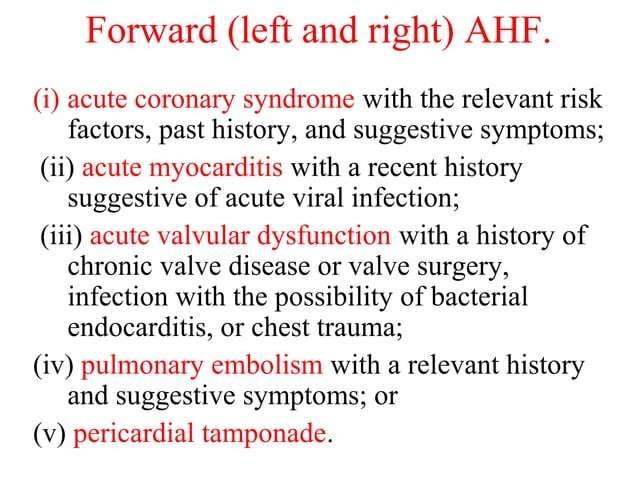 Forward (left and right) AHF.
(i) acute coronary syndrome with the relevant risk
factors, past history, and suggestive symptoms;
(ii) acute myocarditis with a recent history
suggestive of acute viral infection;
(iii) acute valvular dysfunction with a history of
chronic valve disease or valve surgery,
infection with the possibility of bacterial
endocarditis, or chest trauma;
(iv) pulmonary embolism with a relevant history
and suggestive symptoms; or
(v) pericardial tamponade.